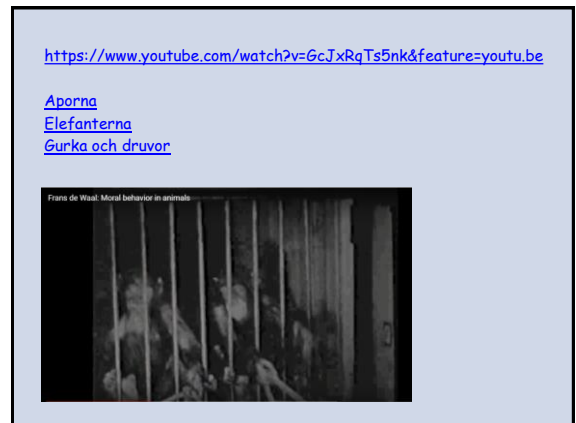 https://www.youtube.com/watch?v=GcJxRqTs5nk&feature=youtu.be
Aporna
Elefanterna
Gurka och druvor
Frans de Waal: Moral behavior in animals